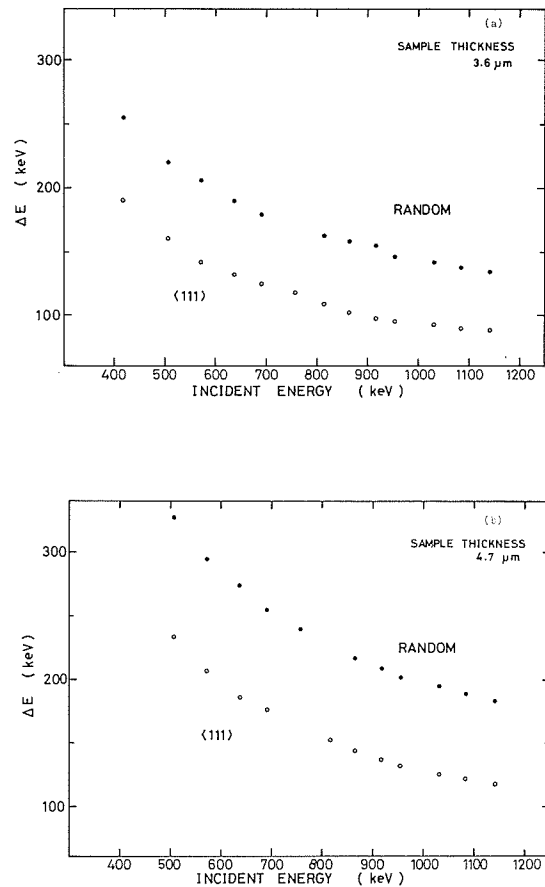 (a)
SAMPLE THICKNESS
3.6 μm
300
ΔE (keV)
200
RANDOM
⟨111⟩
100
400 500 600 700 800 900 1000 1100 1200
INCIDENT ENERGY (keV)
(b)
SAMPLE THICKNESS
4.7 μm
300
ΔE (keV)
RANDOM
200
⟨111⟩
100
400 500 600 700 800 900 1000 1100 1200
INCIDENT ENERGY (keV)